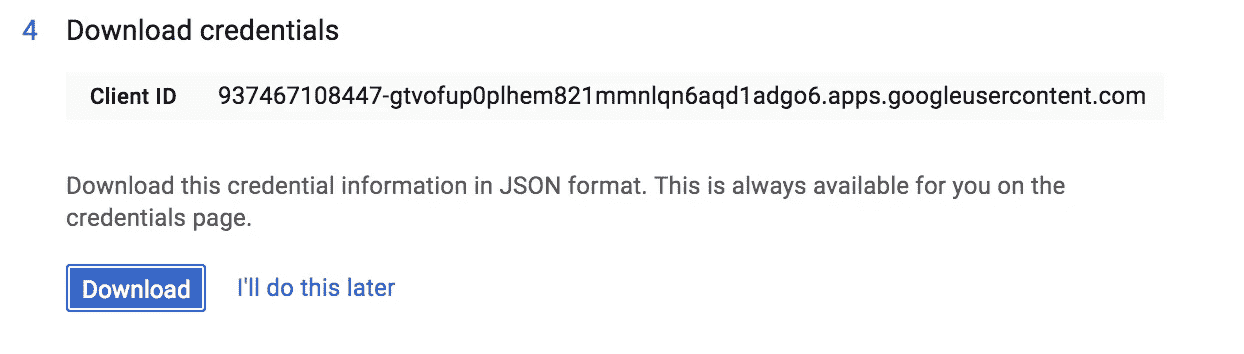 4 Download credentials
Client ID 937467108447-gtvofup0plhem821mmnlqn6aqd1adgo6.apps.googleusercontent.com
Download this credential information in JSON format. This is always available for you on the
credentials page.
Download I'll do this later